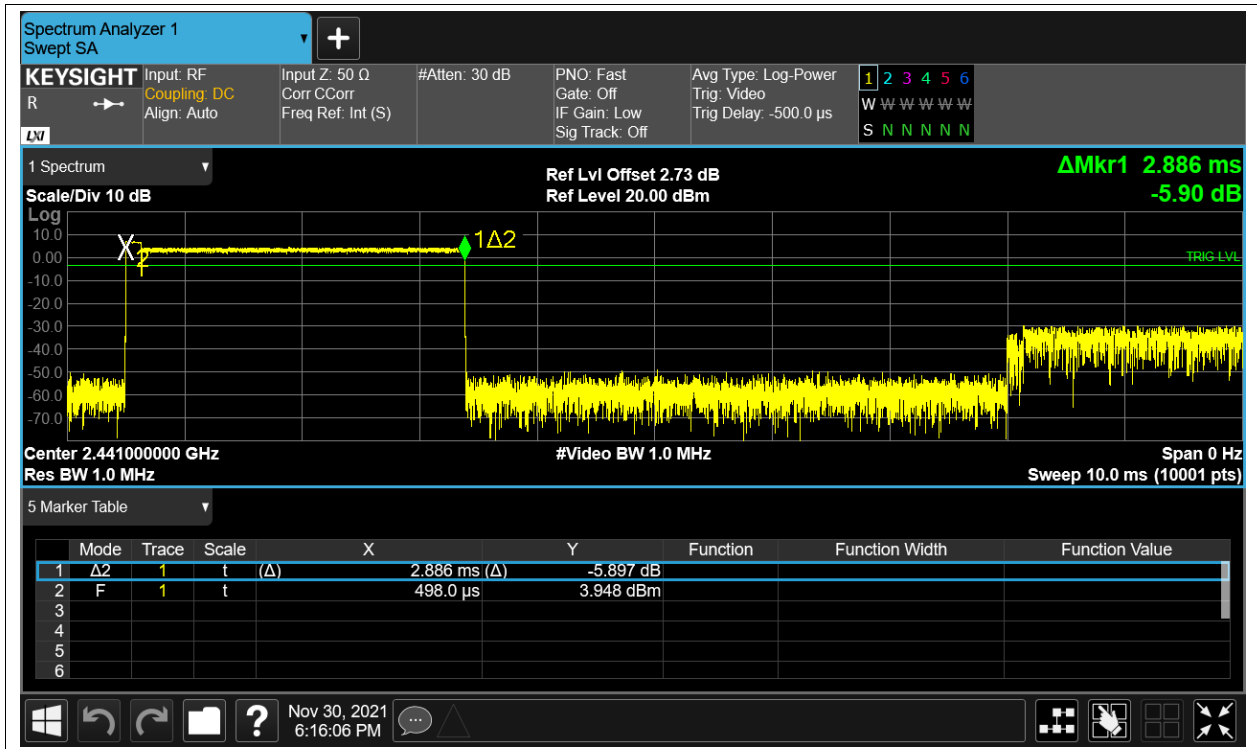 Spectrum Analyzer 1
Swept SA
KEYSIGHT Input: RF Input Z: 50 Ω #Atten: 30 dB PNO: Fast Avg Type: Log-Power 1 2 3 4 5 6
R Coupling: DC Corr CCorr Gate: Off Trig: Video W W W W W W
Align: Auto Freq Ref: Int (S) IF Gain: Low Trig Delay: -500.0 µs
LXI Sig Track: Off S N N N N N
1 Spectrum Ref Lvl Offset 2.73 dB ΔMkr1 2.886 ms
Scale/Div 10 dB Ref Level 20.00 dBm -5.90 dB
Log
10.0 X 1Δ2
0.00 2 TRIG LVL
-10.0
-20.0
-30.0
-40.0
-50.0
-60.0
-70.0
Center 2.441000000 GHz #Video BW 1.0 MHz Span 0 Hz
Res BW 1.0 MHz Sweep 10.0 ms (10001 pts)
5 Marker Table
Mode Trace Scale X Y Function Function Width Function Value
1 Δ2 1 t (Δ) 2.886 ms (Δ) -5.897 dB
2 F 1 t 498.0 µs 3.948 dBm
3
4
5
6
? Nov 30, 2021
6:16:06 PM